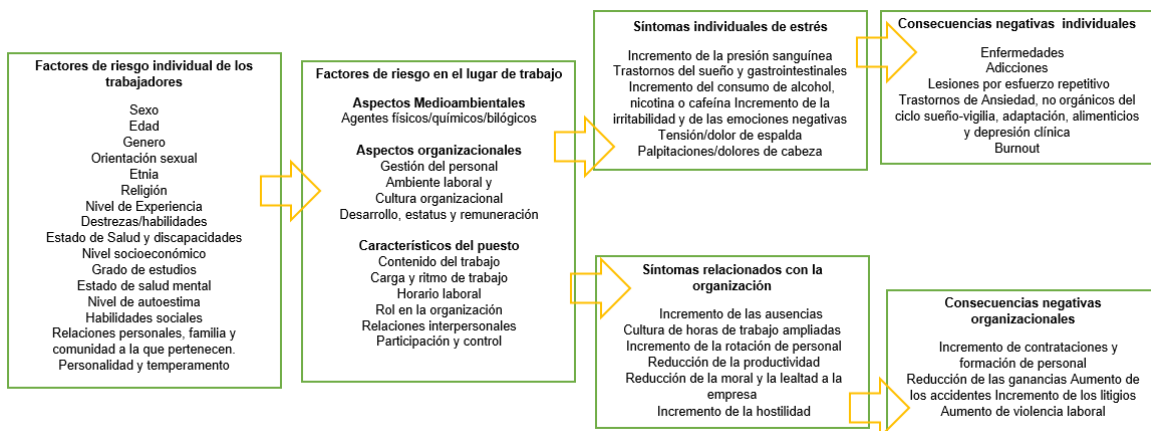 Factores de riesgo individual de los
trabajadores
Sexo
Edad
Genero
Orientación sexual
Etnia
Religión
Nivel de Experiencia
Destrezas/habilidades
Estado de Salud y discapacidades
Nivel socioeconómico
Grado de estudios
Estado de salud mental
Nivel de autoestima
Habilidades sociales
Relaciones personales, familia y
comunidad a la que pertenecen.
Personalidad y temperamento
Factores de riesgo en el lugar de trabajo
Aspectos Medioambientales
Agentes físicos/químicos/bilógicos
Aspectos organizacionales
Gestión del personal
Ambiente laboral y
Cultura organizacional
Desarrollo, estatus y remuneración
Característicos del puesto
Contenido del trabajo
Carga y ritmo de trabajo
Horario laboral
Rol en la organización
Relaciones interpersonales
Participación y control
Síntomas individuales de estrés
Incremento de la presión sanguínea
Trastornos del sueño y gastrointestinales
Incremento del consumo de alcohol,
nicotina o cafeína Incremento de la
irritabilidad y de las emociones negativas
Tensión/dolor de espalda
Palpitaciones/dolores de cabeza
Consecuencias negativas individuales
Enfermedades
Adicciones
Lesiones por esfuerzo repetitivo
Trastornos de Ansiedad, no orgánicos del
ciclo sueño-vigilia, adaptación, alimenticios
y depresión clínica
Burnout
Síntomas relacionados con la
organización
Incremento de las ausencias
Cultura de horas de trabajo ampliadas
Incremento de la rotación de personal
Reducción de la productividad
Reducción de la moral y la lealtad a la
empresa
Incremento de la hostilidad
Consecuencias negativas
organizacionales
Incremento de contrataciones y
formación de personal
Reducción de las ganancias Aumento de
los accidentes Incremento de los litigios
Aumento de violencia laboral